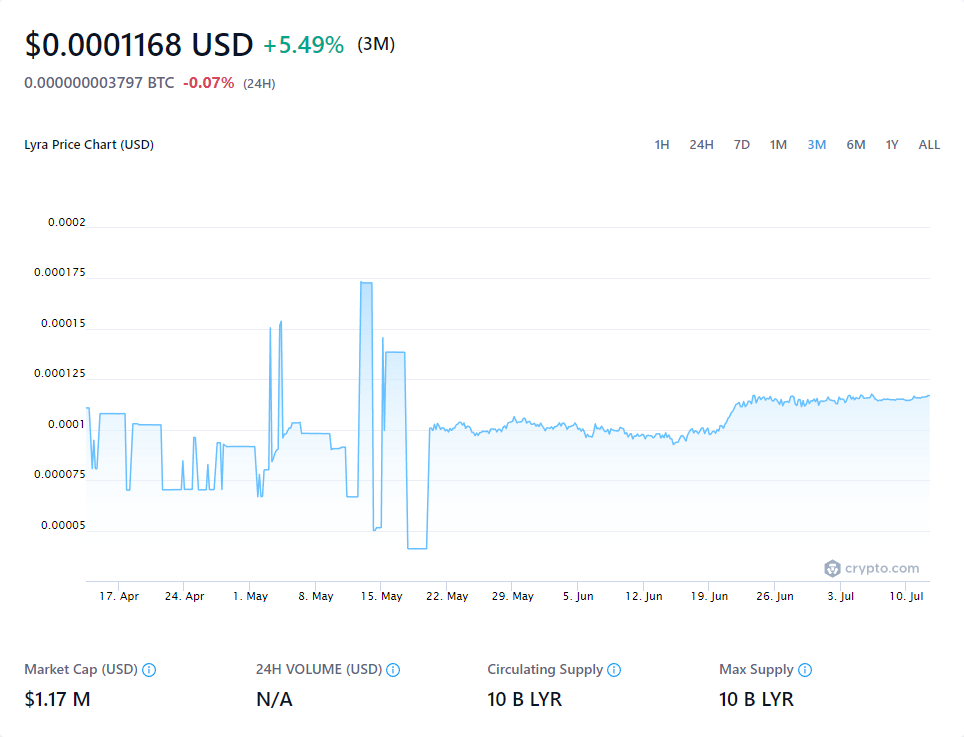 $0.0001168 USD +5.49% (3M)
0.000000003797 BTC -0.07% (24H)
Lyra Price Chart (USD)
1H 24H 7D 1M 3M 6M 1Y ALL
0.0002
0.000175
0.00015
0.000125
0.0001
0.000075
0.00005
crypto.com
17. Apr 24. Apr 1. May 8. May 15. May 22. May 29. May 5. Jun 12. Jun 19. Jun 26. Jun 3. Jul 10. Jul
Market Cap (USD) 24H VOLUME (USD) Circulating Supply Max Supply
$1.17 M N/A 10 B LYR 10 B LYR